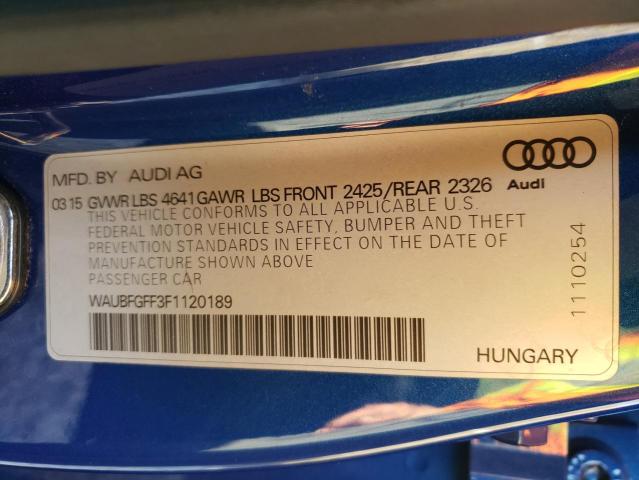 MFD. BY AUDI AG
03 15 GVWR LBS 4641 GAWR LBS FRONT 2425/REAR 2326
Audi
THIS VEHICLE CONFORMS TO ALL APPLICABLE U.S.
FEDERAL MOTOR VEHICLE SAFETY, BUMPER AND THEFT
PREVENTION STANDARDS IN EFFECT ON THE DATE OF
MANUFACTURE SHOWN ABOVE
PASSENGER CAR
WAUBFGFF3F1120189
HUNGARY
1110254